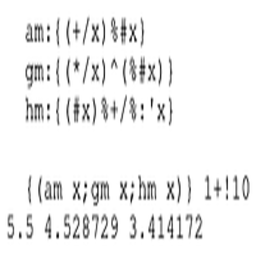 am:{(+/x)%#x}
gm:{(*/x)^(%#x)}
hm:{(#x)%+/%:'x}
{(am x;gm x;hm x)} 1+!10
5.5 4.528729 3.414172